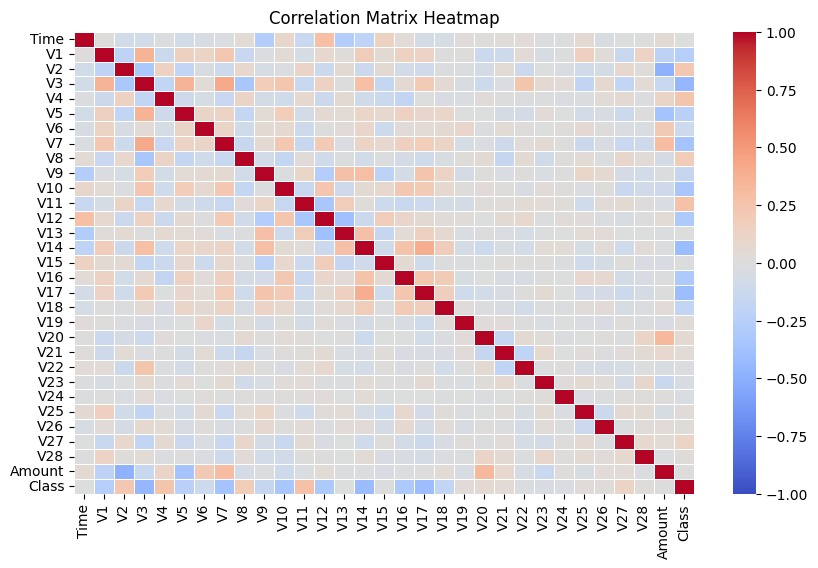 Correlation Matrix Heatmap
Time
V1
V2
V3
V4
V5
V6
V7
V8
V9
V10
V11
V12
V13
V14
V15
V16
V17
V18
V19
V20
V21
V22
V23
V24
V25
V26
V27
V28
Amount
Class
Time
V1
V2
V3
V4
V5
V6
V7
V8
V9
V10
V11
V12
V13
V14
V15
V16
V17
V18
V19
V20
V21
V22
V23
V24
V25
V26
V27
V28
Amount
Class
1.00
0.75
0.50
0.25
0.00
−0.25
−0.50
−0.75
−1.00